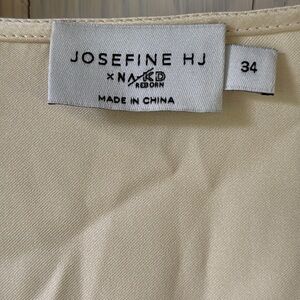 JOSEFINE HJ
× NA-KD
REBORN
MADE IN CHINA
34